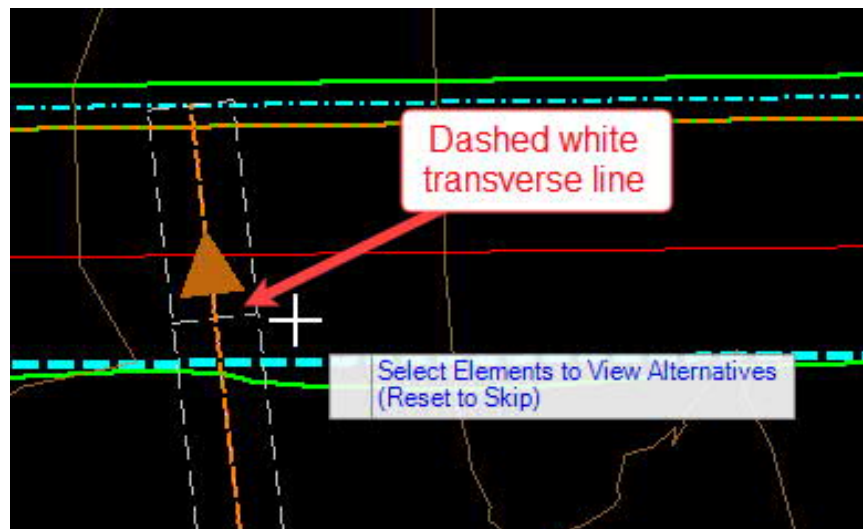 Dashed white
transverse line
Select Elements to View Alternatives
(Reset to Skip)